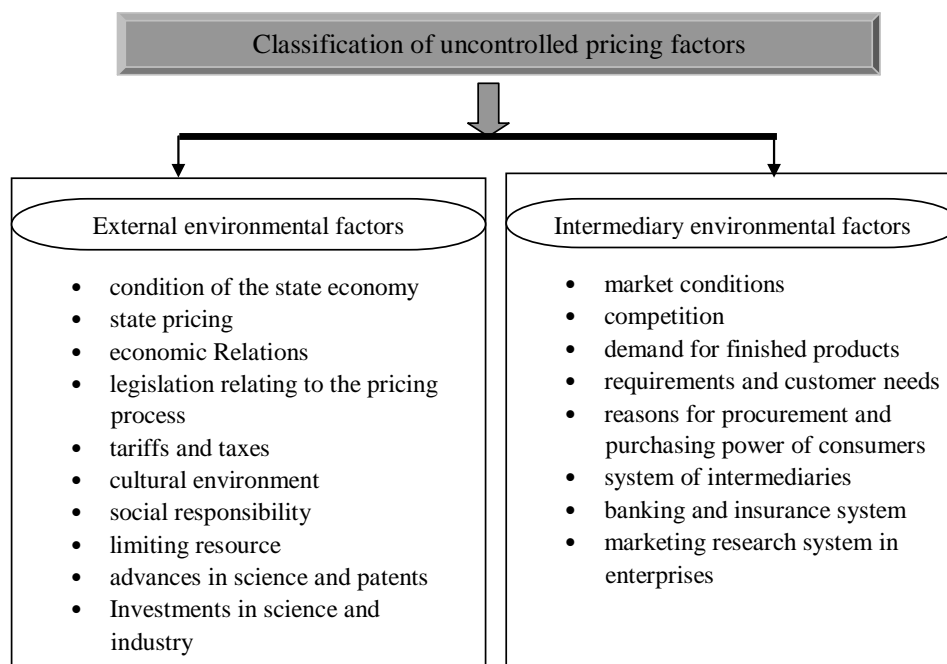 Classification of uncontrolled pricing factors
External environmental factors
• condition of the state economy
• state pricing
• economic Relations
• legislation relating to the pricing
process
• tariffs and taxes
• cultural environment
• social responsibility
• limiting resource
• advances in science and patents
• Investments in science and
industry
Intermediary environmental factors
• market conditions
• competition
• demand for finished products
• requirements and customer needs
• reasons for procurement and
purchasing power of consumers
• system of intermediaries
• banking and insurance system
• marketing research system in
enterprises